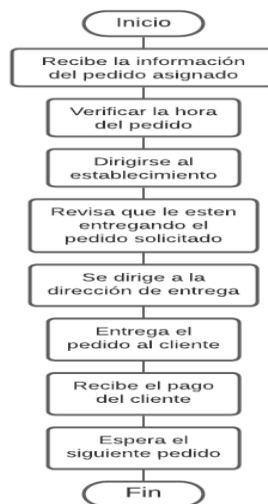 Inicio
Recibe la información
del pedido asignado
Verificar la hora
del pedido
Dirigirse al
establecimiento
Revisa que le esten
entregando el
pedido solicitado
Se dirige a la
dirección de entrega
Entrega el
pedido al cliente
Recibe el pago
del cliente
Espera el
siguiente pedido
Fin